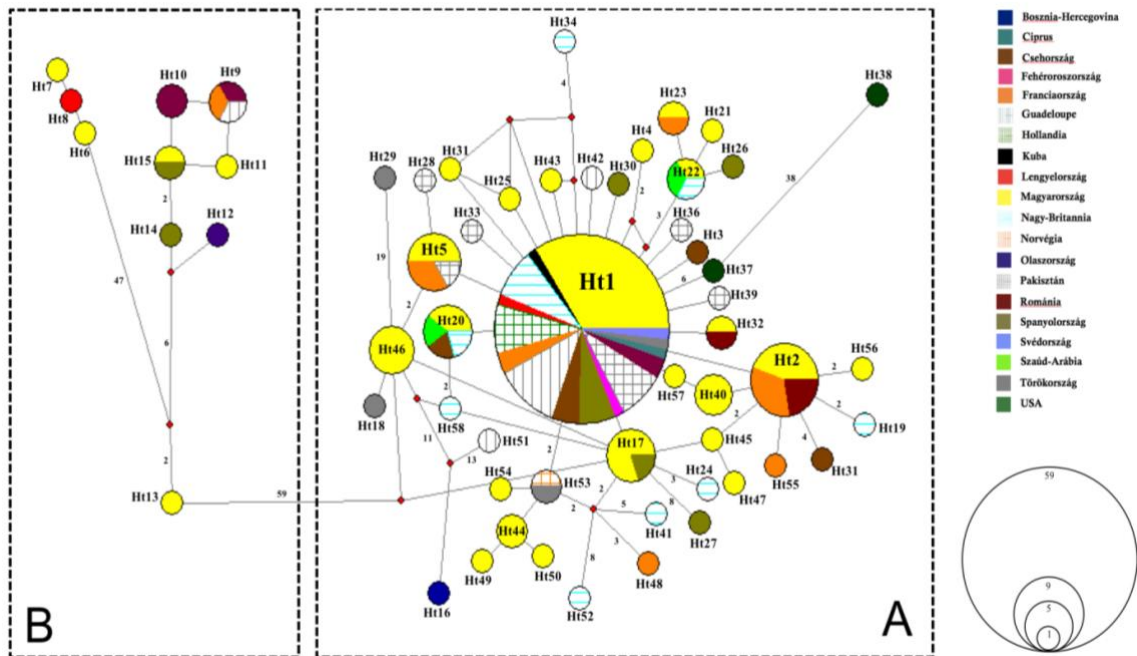 Ht34
4
Ht38
Ht7
Ht10
Ht9
Ht8
Ht6
Ht15
Ht11
2
Ht14
Ht12
47
6
2
Ht13
59
B
Ht23
Ht21
Ht4
Ht31
Ht43
Ht42
Ht30
Ht26
Ht29
Ht28
Ht25
Ht22
2
3
38
Ht33
Ht36
Ht3
Ht5
Ht1
Ht37
6
19
Ht39
2
Ht20
Ht32
Ht46
Ht2
Ht56
2
Ht57
Ht40
2
2
Ht18
Ht58
2
Ht19
11
Ht51
Ht17
Ht45
4
13
2
Ht55
Ht31
Ht54
Ht53
Ht24
3
Ht47
2
5
8
2
Ht44
Ht41
Ht27
3
8
Ht49
Ht50
Ht48
Ht16
Ht52
A
Bosznia-Hercegovina
Ciprus
Csehország
Fehéroroszország
Franciaország
Guadeloupe
Hollandia
Kuba
Lengyelország
Magyarország
Nagy-Britannia
Norvégia
Olaszország
Pakisztán
Románia
Spanyolország
Svédország
Szaúd-Arábia
Törökország
USA
59
9
5
1